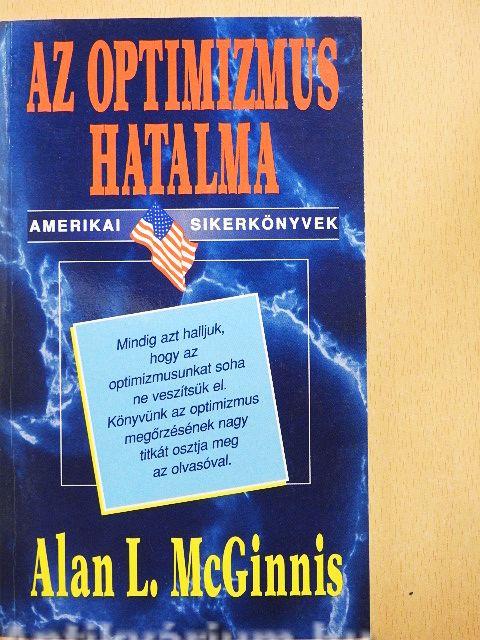 AZ OPTIMIZMUS
HATALMA
AMERIKAI SIKERKÖNYVEK
Mindig azt halljuk,
hogy az
optimizmusunkat soha
ne veszítsük el.
Könyvünk az optimizmus
megőrzésének nagy
titkát osztja meg
az olvasóval.
Alan L. McGinnis